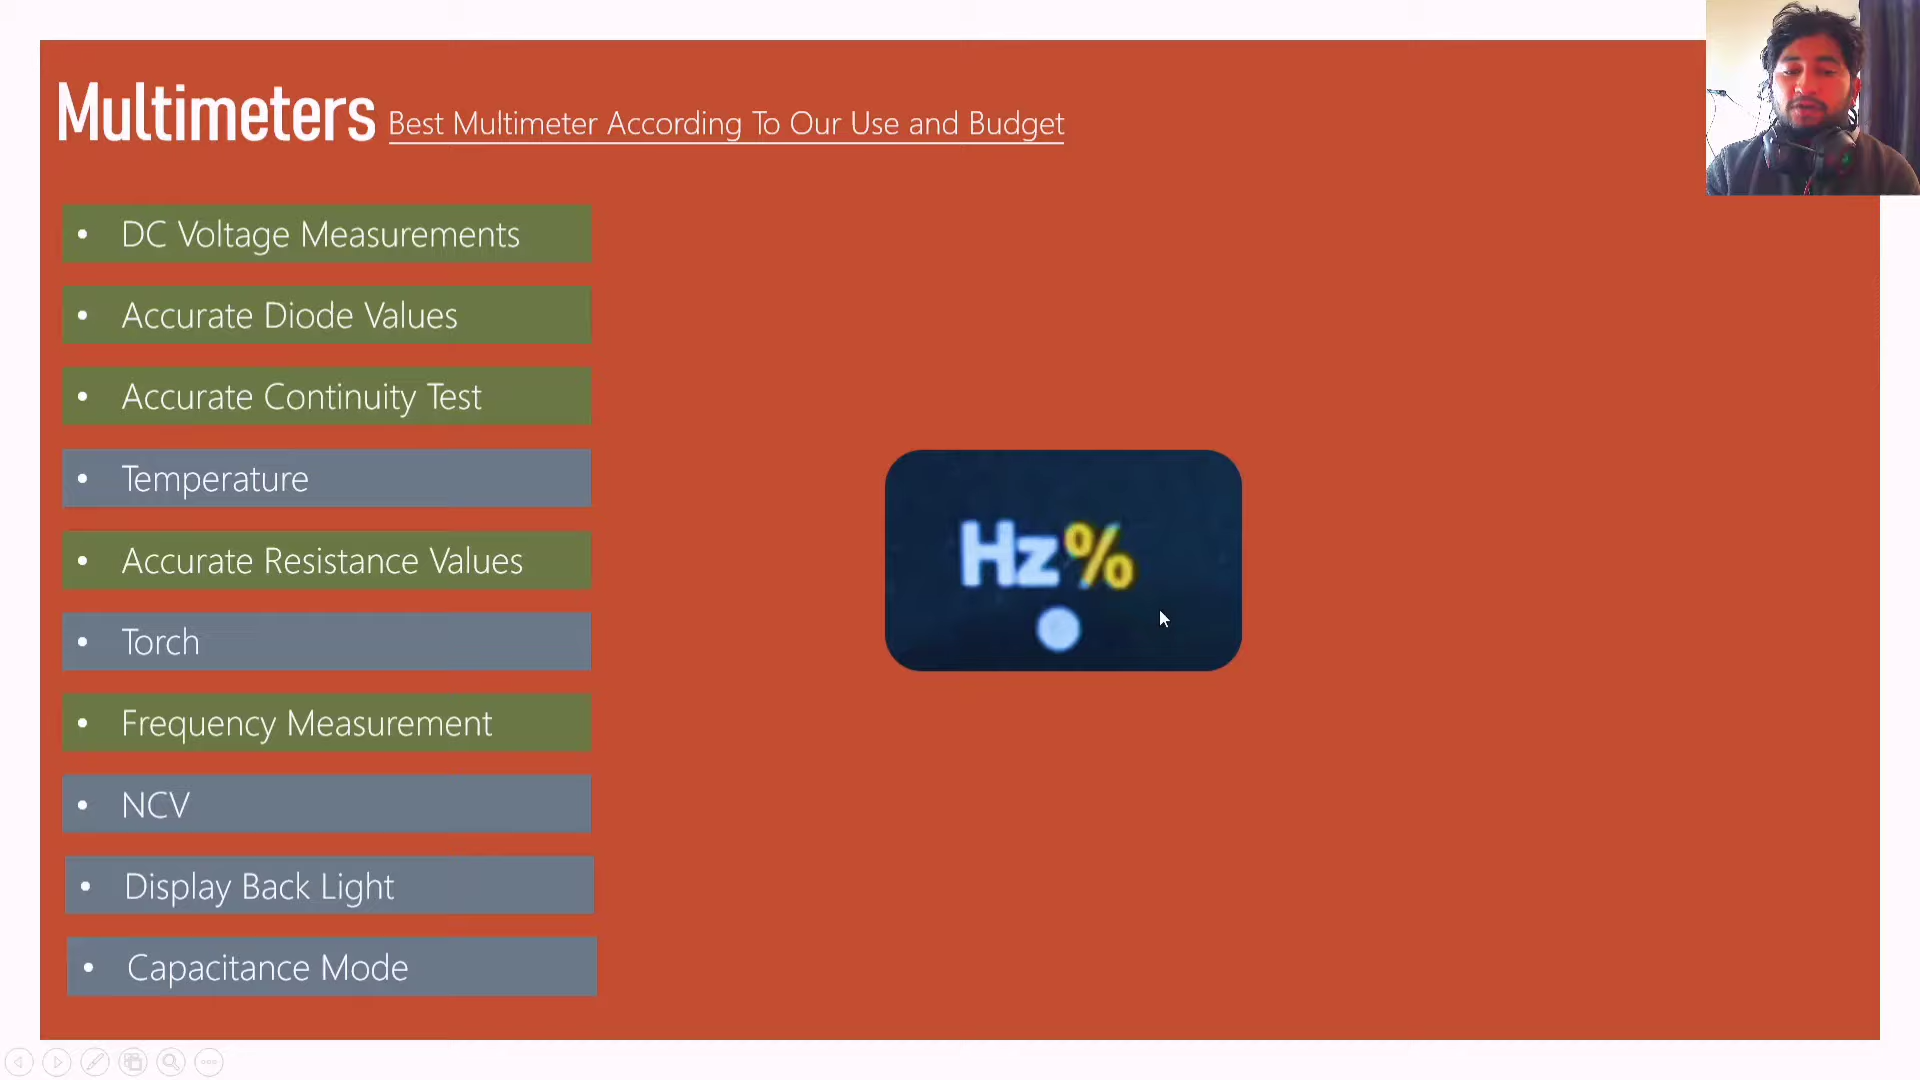 Multimeters Best Multimeter According To Our Use and Budget
• DC Voltage Measurements
• Accurate Diode Values
• Accurate Continuity Test
• Temperature
• Accurate Resistance Values
• Torch
• Frequency Measurement
• NCV
• Display Back Light
• Capacitance Mode
Hz%